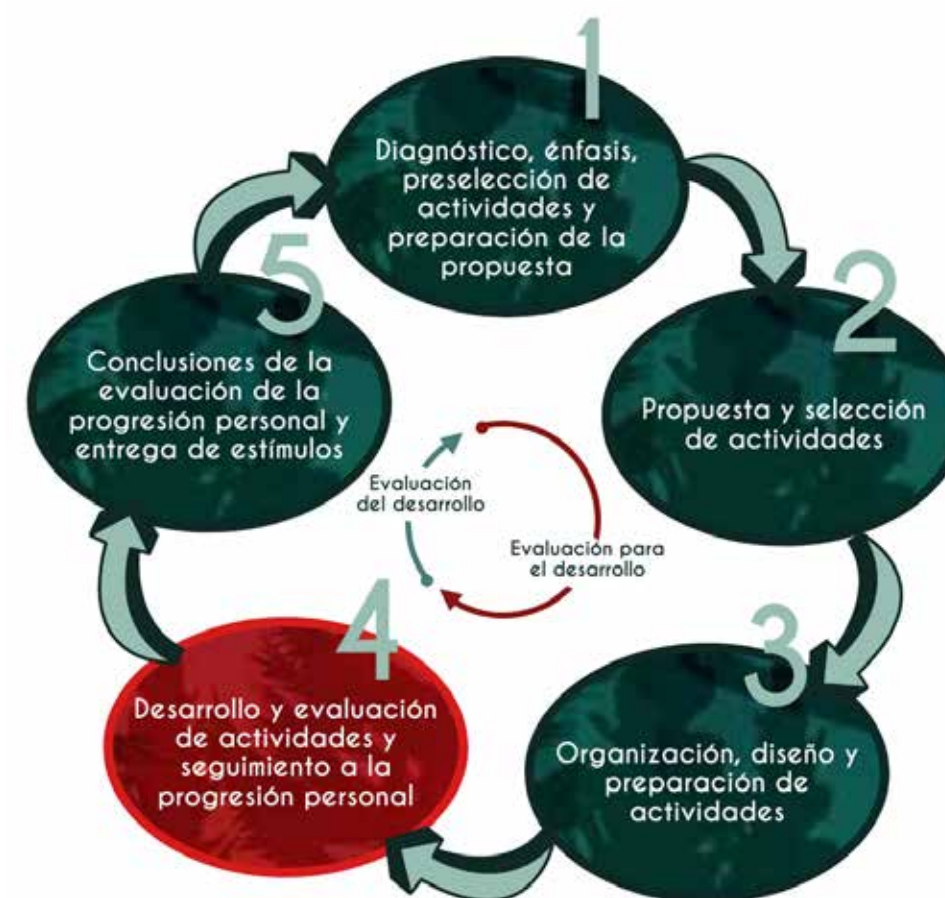 1
Diagnóstico, énfasis,
preselección de
actividades y
preparación de la
propuesta
2
Propuesta y selección
de actividades
3
Organización, diseño y
preparación de
actividades
4
Desarrollo y evaluación
de actividades y
seguimiento a la
progresión personal
5
Conclusiones de la
evaluación de la
progresión personal y
entrega de estímulos
Evaluación
del desarrollo
Evaluación para
el desarrollo